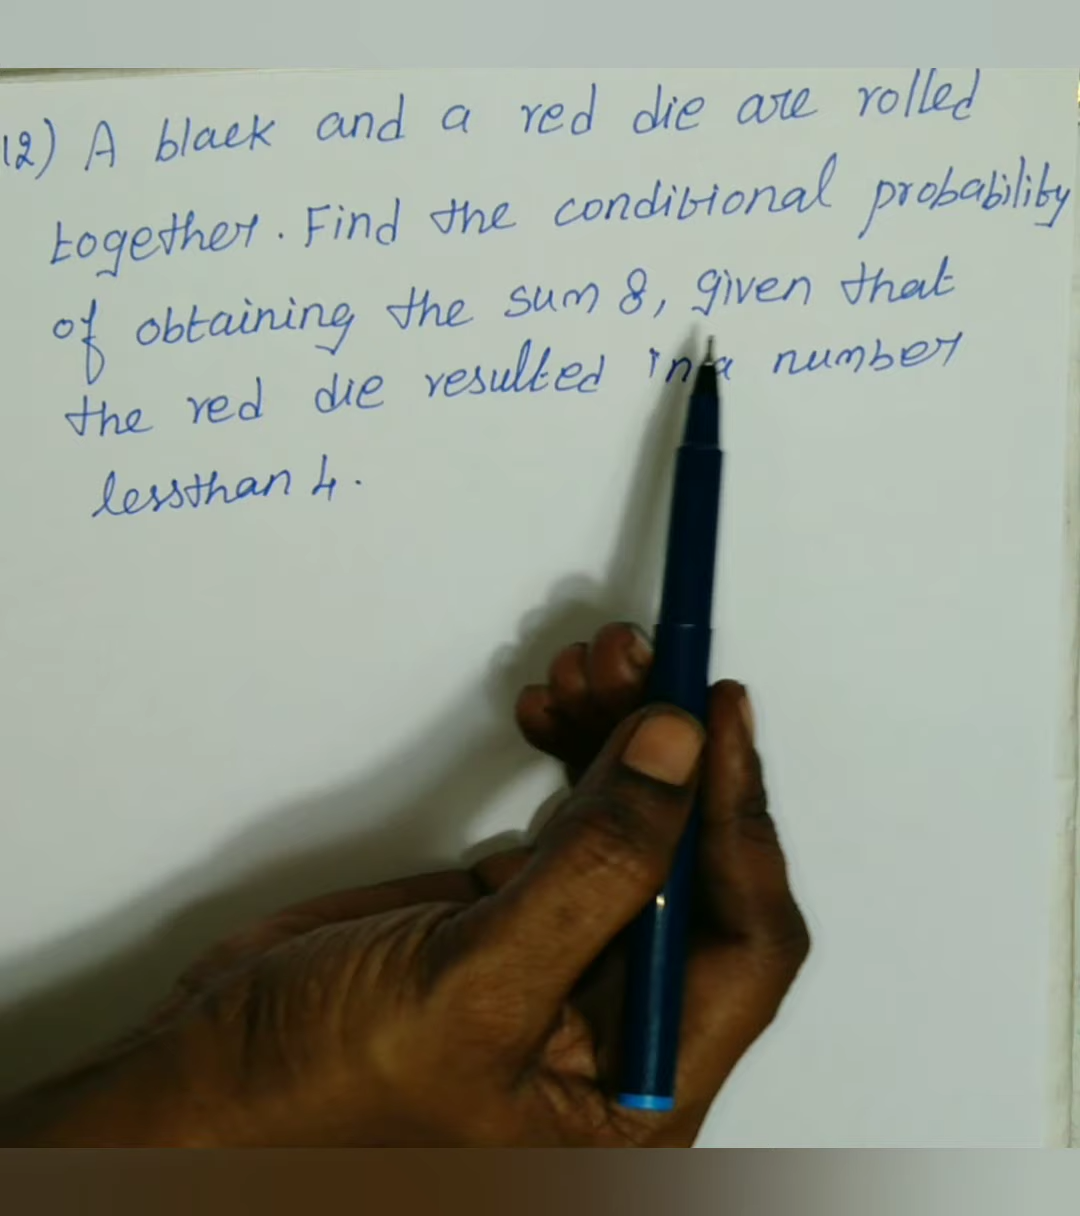 12) A black and a red die are rolled
together. Find the conditional probability
of obtaining the sum 8, given that
the red die resulted in a number
lessthan 4.